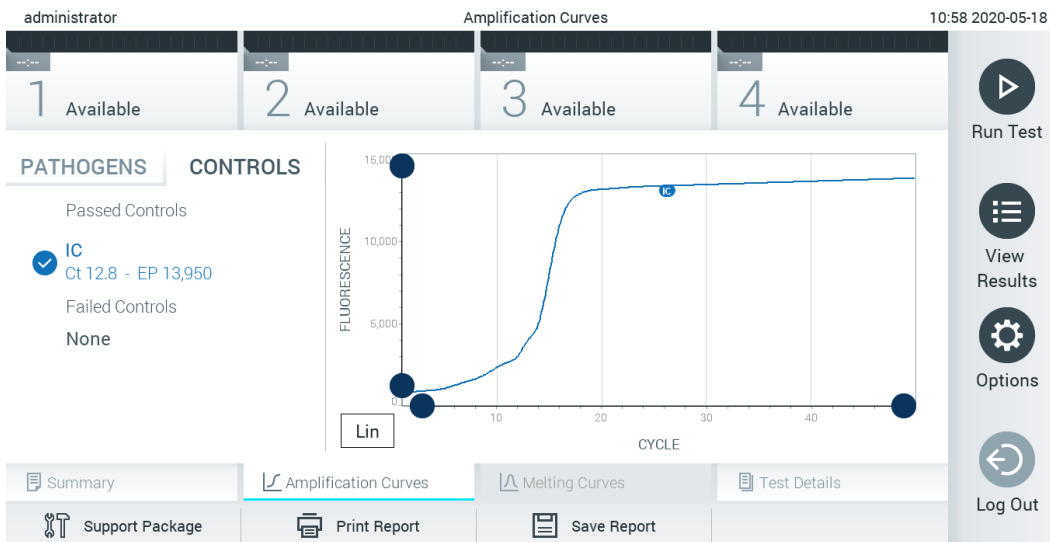 administrator
Amplification Curves
10:58 2020-05-18
--:--
--:--
--:--
--:--
1 Available
2 Available
3 Available
4 Available
Run Test
PATHOGENS
CONTROLS
Passed Controls
IC
Ct 12.8 - EP 13,950
Failed Controls
None
FLUORESCENCE
10,000
5,000
0
IC
10
20
30
40
CYCLE
Lin
View
Results
Options
Log Out
Summary
Amplification Curves
Melting Curves
Test Details
Support Package
Print Report
Save Report